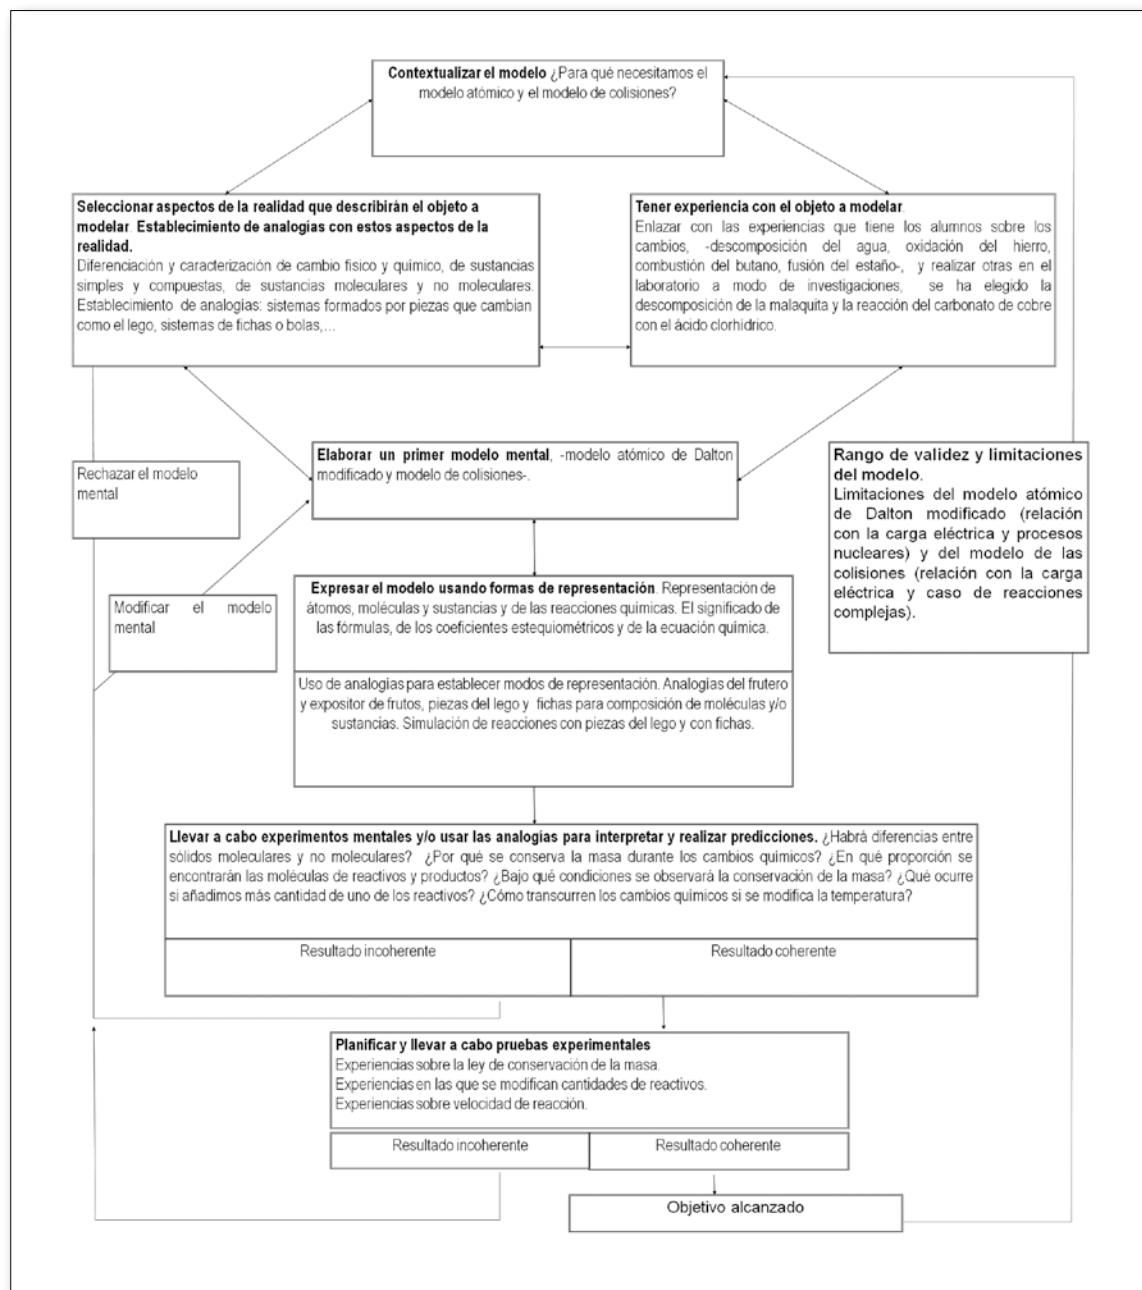 Contextualizar el modelo ¿Para qué necesitamos el
modelo atómico y el modelo de colisiones?
Seleccionar aspectos de la realidad que describirán el objeto a
modelar. Establecimiento de analogías con estos aspectos de la
realidad.
Diferenciación y caracterización de cambio físico y químico, de sustancias
simples y compuestas, de sustancias moleculares y no moleculares.
Establecimiento de analogías: sistemas formados por piezas que cambian
como el lego, sistemas de fichas o bolas,...
Tener experiencia con el objeto a modelar.
Enlazar con las experiencias que tiene los alumnos sobre los
cambios, -descomposición del agua, oxidación del hierro,
combustión del butano, fusión del estaño-, y realizar otras en el
laboratorio a modo de investigaciones, se ha elegido la
descomposición de la malaquita y la reacción del carbonato de cobre
con el ácido clorhídrico.
Elaborar un primer modelo mental, -modelo atómico de Dalton
modificado y modelo de colisiones-.
Rechazar el modelo
mental
Rango de validez y limitaciones
del modelo.
Limitaciones del modelo atómico
de Dalton modificado (relación
con la carga eléctrica y procesos
nucleares) y del modelo de las
colisiones (relación con la carga
eléctrica y caso de reacciones
complejas).
Modificar el modelo
mental
Expresar el modelo usando formas de representación. Representación de
átomos, moléculas y sustancias y de las reacciones químicas. El significado de
las fórmulas, de los coeficientes estequiométricos y de la ecuación química.
Uso de analogías para establecer modos de representación. Analogías del frutero
y expositor de frutos, piezas del lego y fichas para composición de moléculas y/o
sustancias. Simulación de reacciones con piezas del lego y con fichas.
Llevar a cabo experimentos mentales y/o usar las analogías para interpretar y realizar predicciones. ¿Habrá diferencias entre
sólidos moleculares y no moleculares? ¿Por qué se conserva la masa durante los cambios químicos? ¿En qué proporción se
encontrarán las moléculas de reactivos y productos? ¿Bajo qué condiciones se observará la conservación de la masa? ¿Qué ocurre
si añadimos más cantidad de uno de los reactivos? ¿Cómo transcurren los cambios químicos si se modifica la temperatura?
Resultado incoherente
Resultado coherente
Planificar y llevar a cabo pruebas experimentales
Experiencias sobre la ley de conservación de la masa.
Experiencias en las que se modifican cantidades de reactivos.
Experiencias sobre velocidad de reacción.
Resultado incoherente
Resultado coherente
Objetivo alcanzado